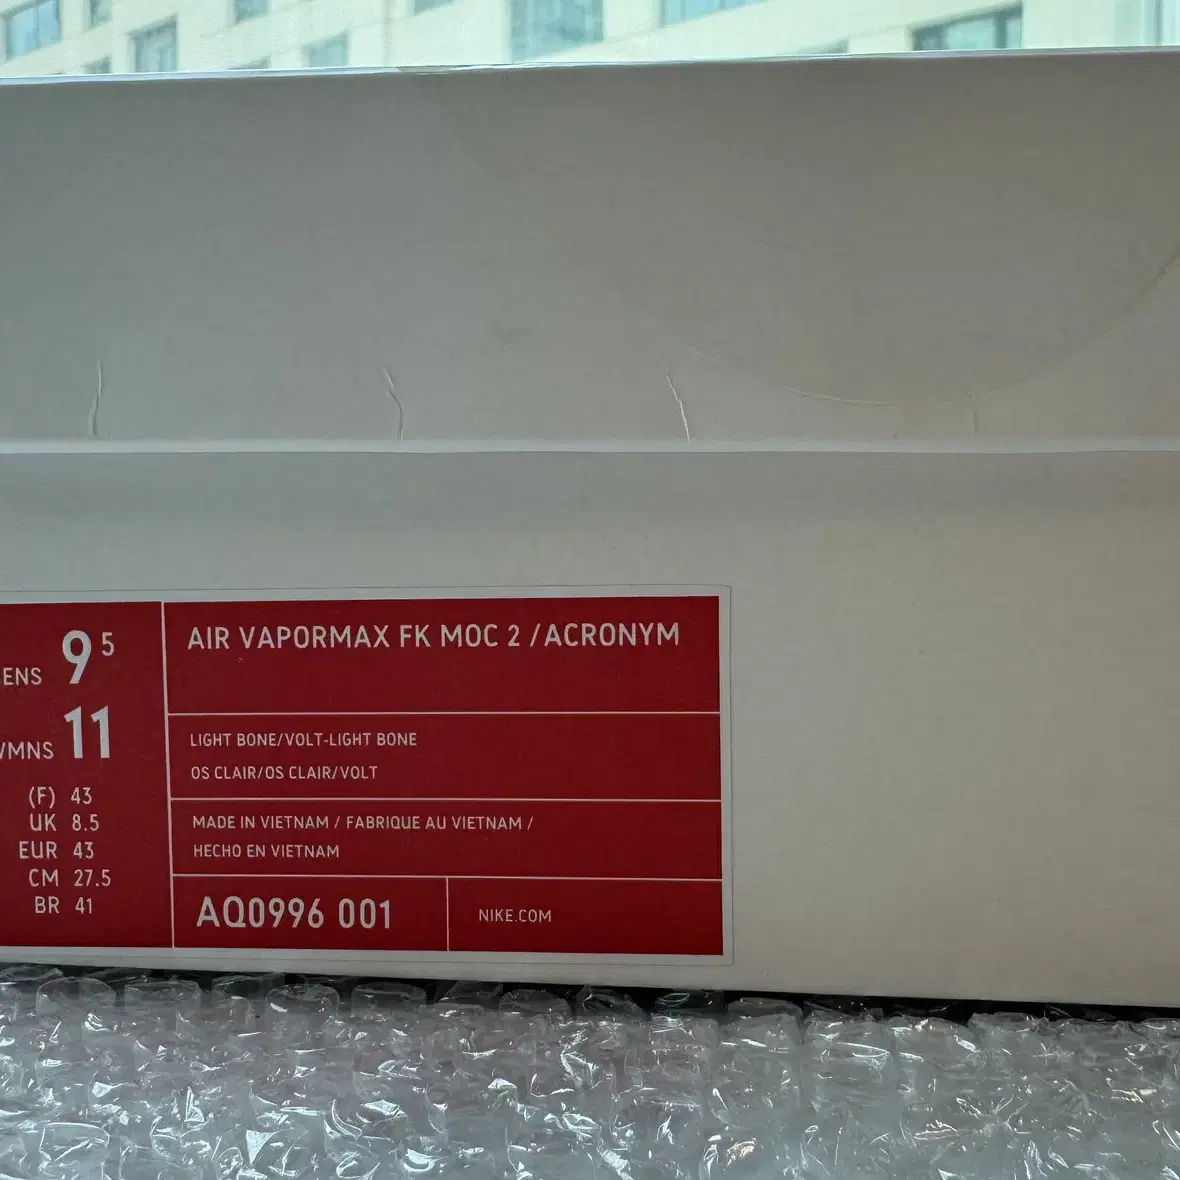 ENS 9 5
WMNS 11
(F) 43
UK 8.5
EUR 43
CM 27.5
BR 41
AIR VAPORMAX FK MOC 2 /ACRONYM
LIGHT BONE/VOLT-LIGHT BONE
OS CLAIR/OS CLAIR/VOLT
MADE IN VIETNAM / FABRIQUE AU VIETNAM /
HECHO EN VIETNAM
AQ0996 001
NIKE.COM